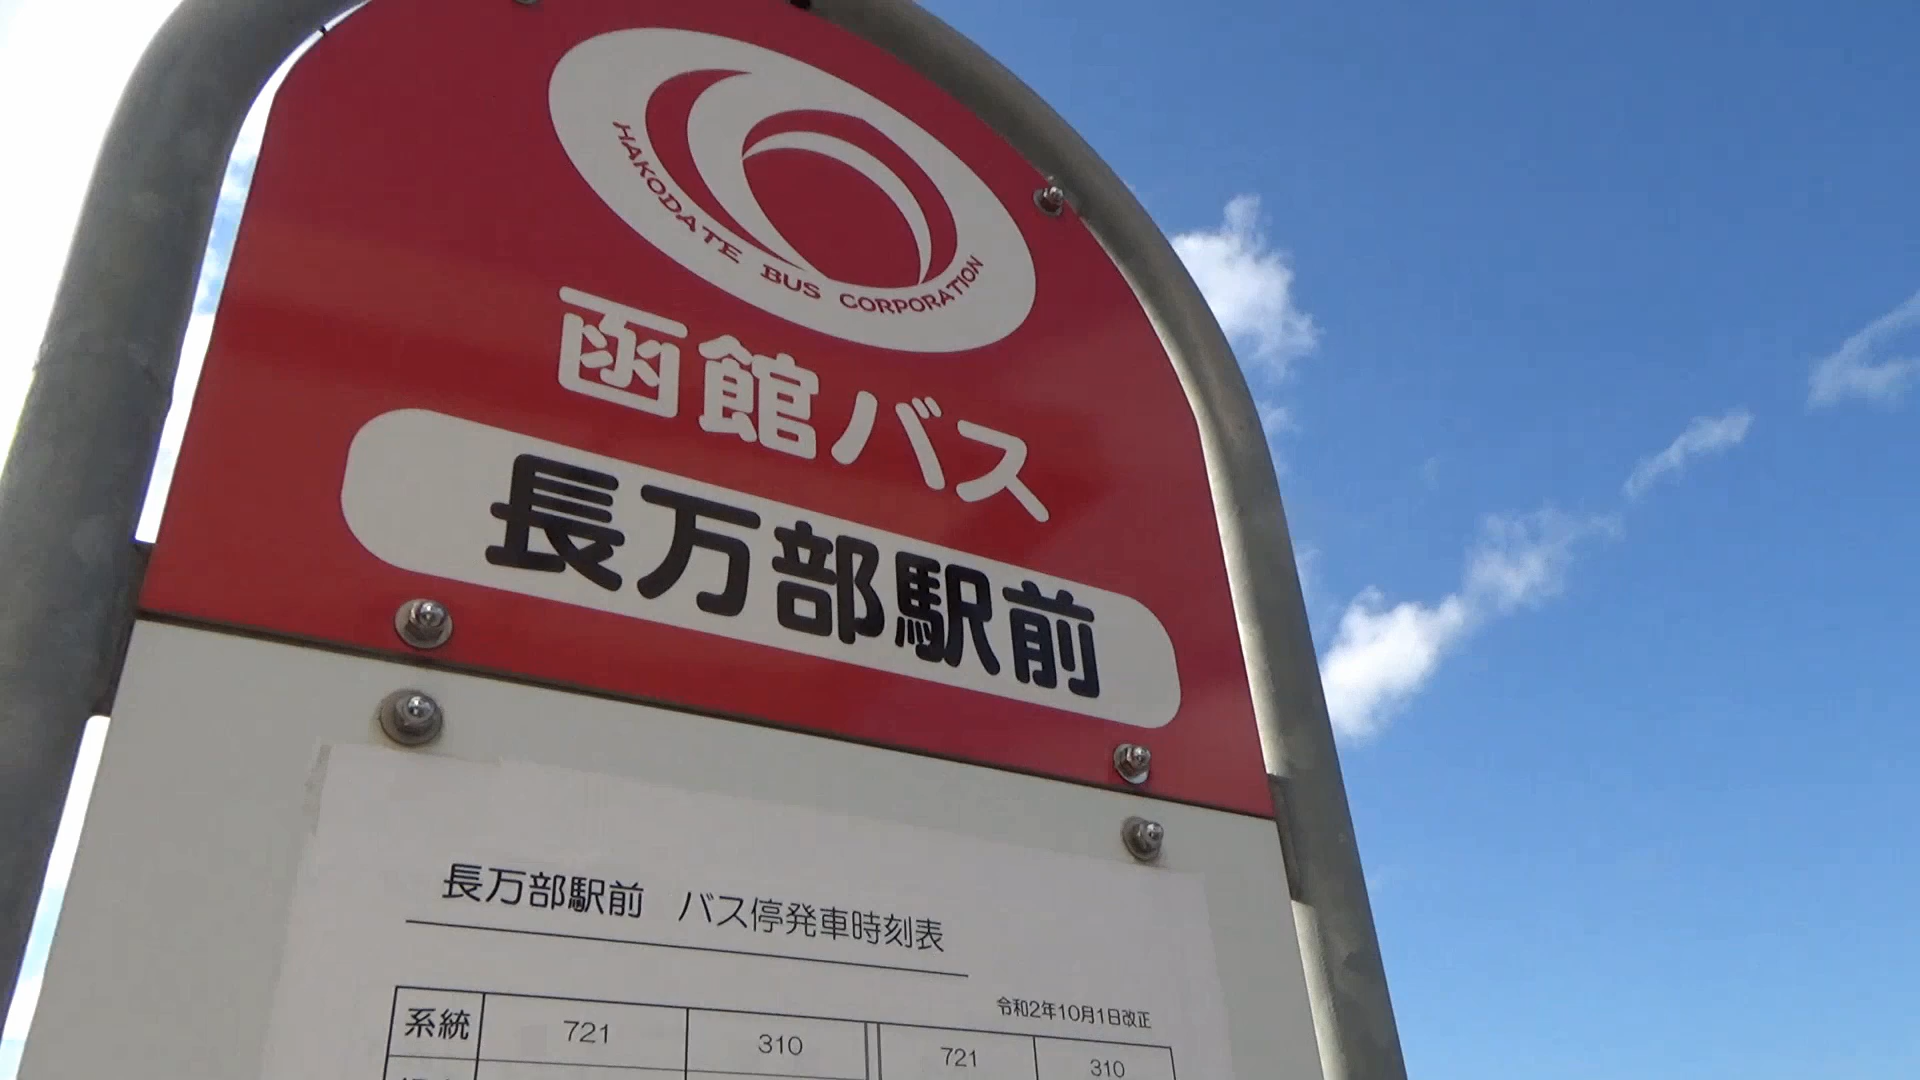 HAKODATE BUS CORPORATION
函館バス
長万部駅前
長万部駅前 バス停発車時刻表
令和2年10月1日改正
系統 721 310 721 310